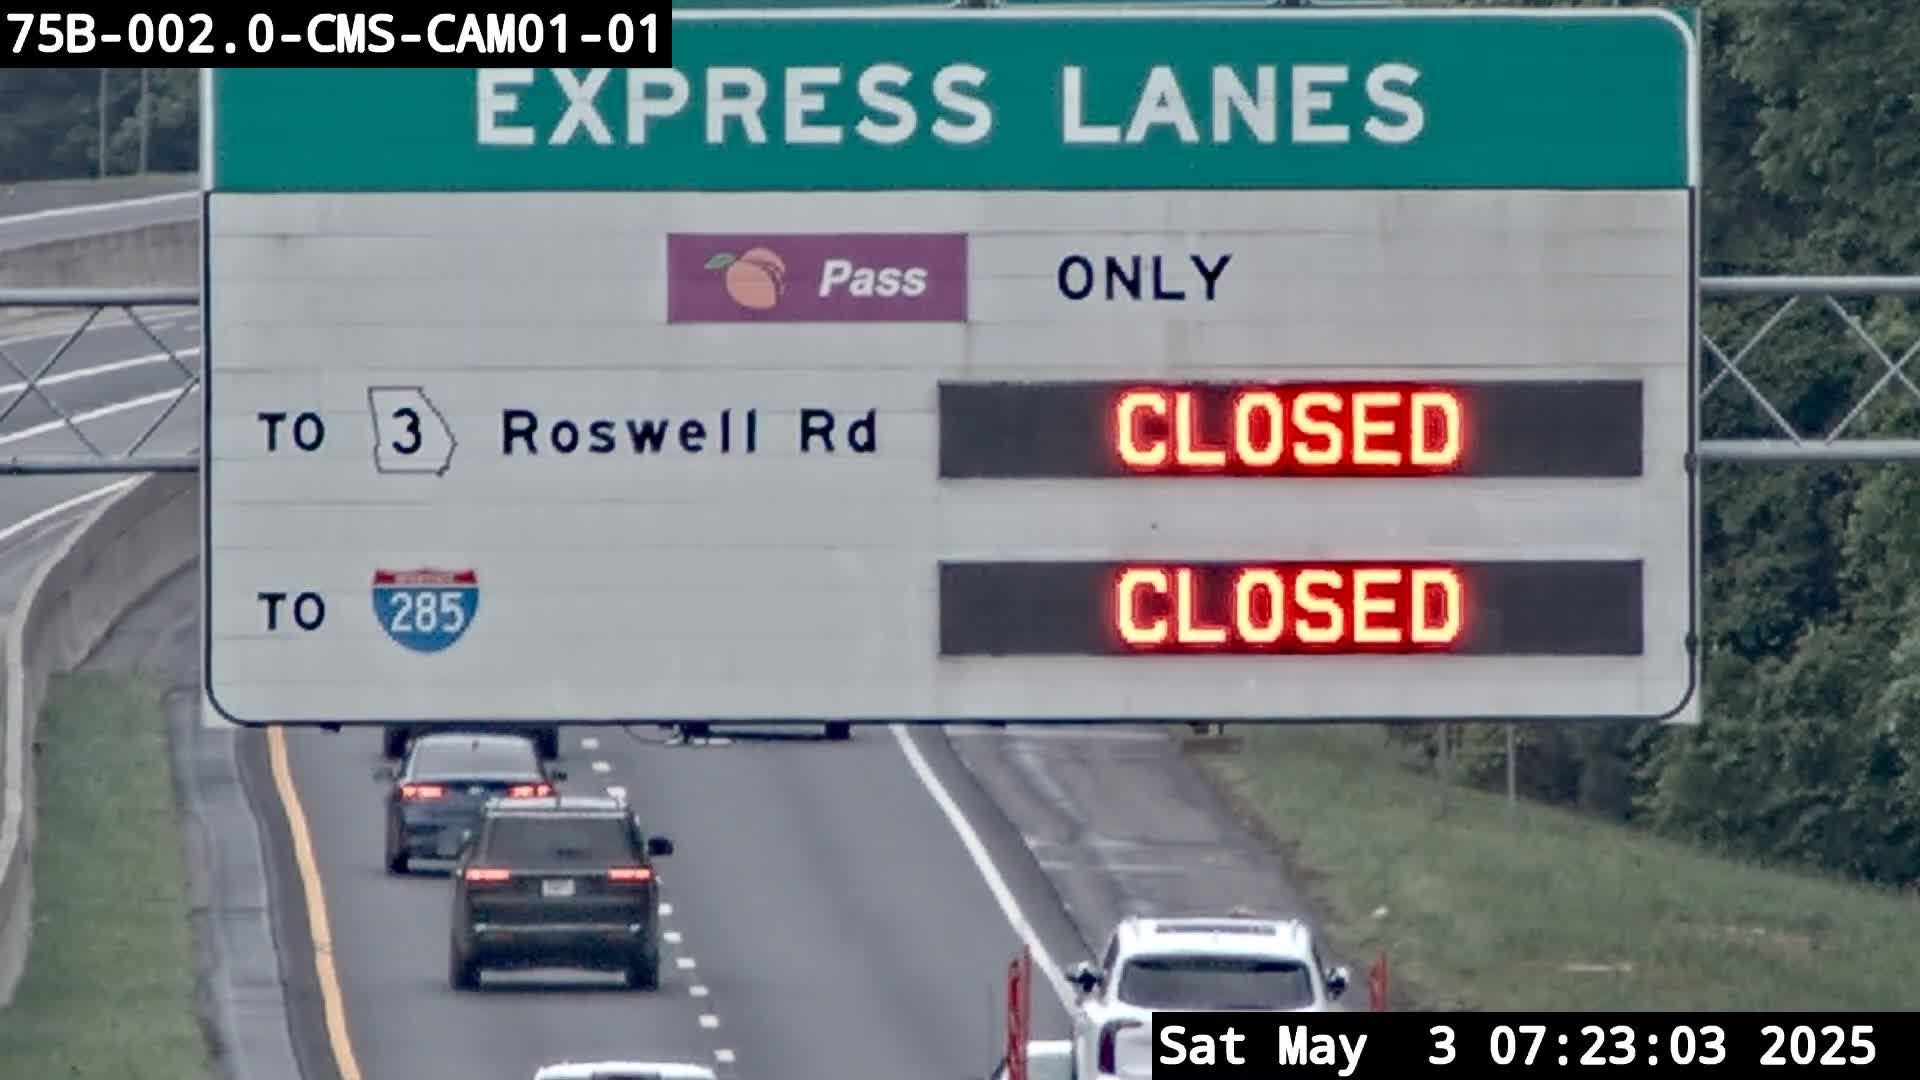 75B-002.0-CMS-CAM01-01
EXPRESS LANES
Pass ONLY
TO 3 Roswell Rd CLOSED
TO 285 CLOSED
Sat May 3 07:23:03 2025